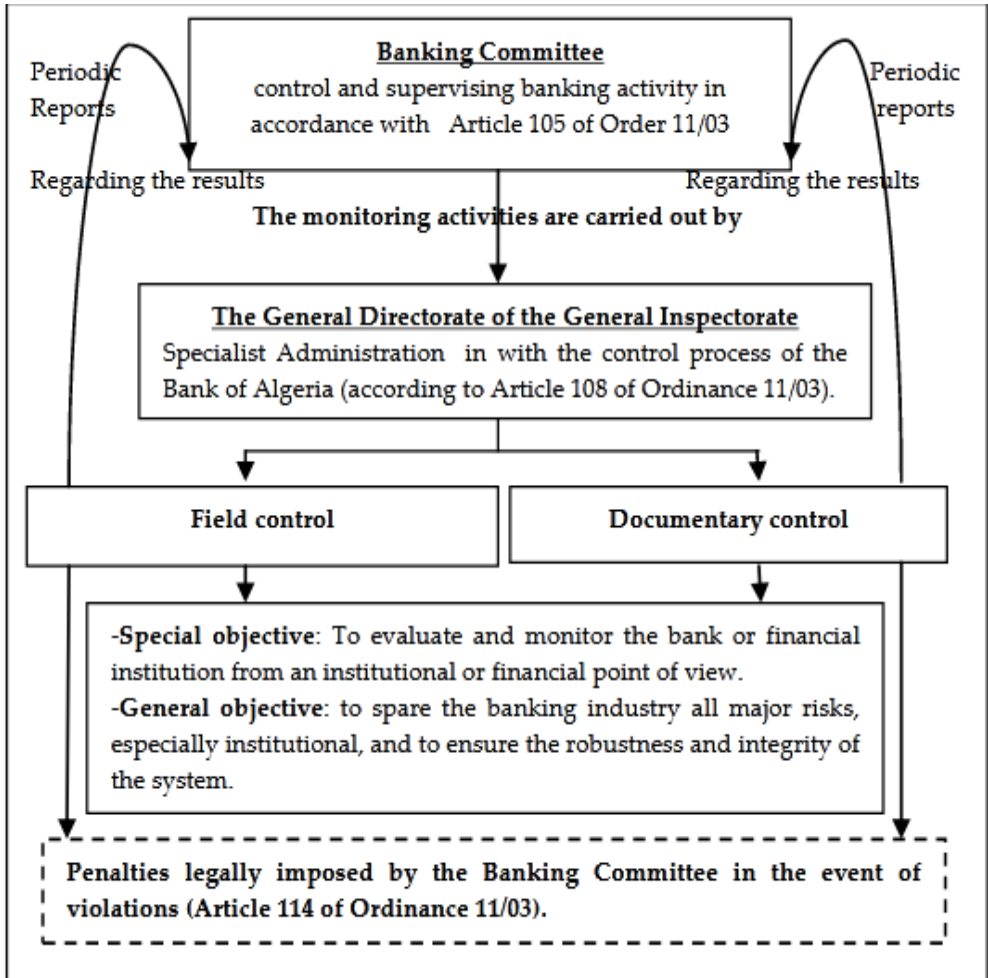 Banking Committee
Periodic
Reports
control and supervising banking activity in
accordance with Article 105 of Order 11/03
Periodic
reports
Regarding the results
Regarding the results
The monitoring activities are carried out by
The General Directorate of the General Inspectorate
Specialist Administration in with the control process of the
Bank of Algeria (according to Article 108 of Ordinance 11/03).
Field control
Documentary control
-Special objective: To evaluate and monitor the bank or financial
institution from an institutional or financial point of view.
-General objective: to spare the banking industry all major risks,
especially institutional, and to ensure the robustness and integrity of
the system.
Penalties legally imposed by the Banking Committee in the event of
violations (Article 114 of Ordinance 11/03).